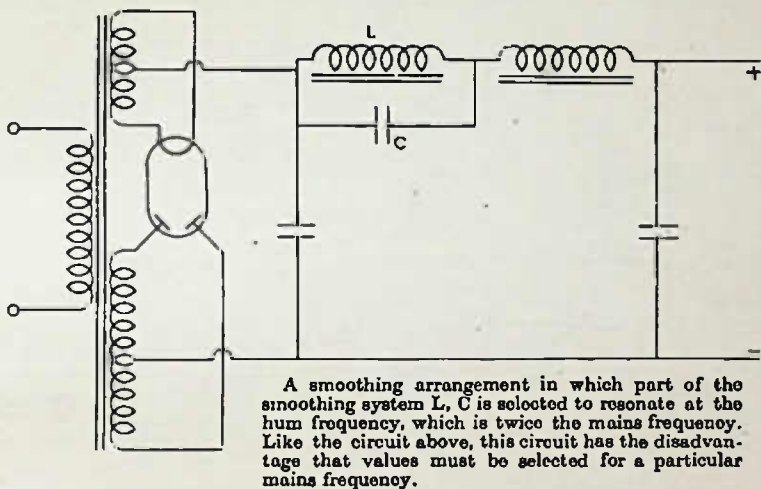 L
C
+
-
A smoothing arrangement in which part of the
smoothing system L, C is selected to resonate at the
hum frequency, which is twice the mains frequency.
Like the circuit above, this circuit has the disadvan-
tage that values must be selected for a particular
mains frequency.